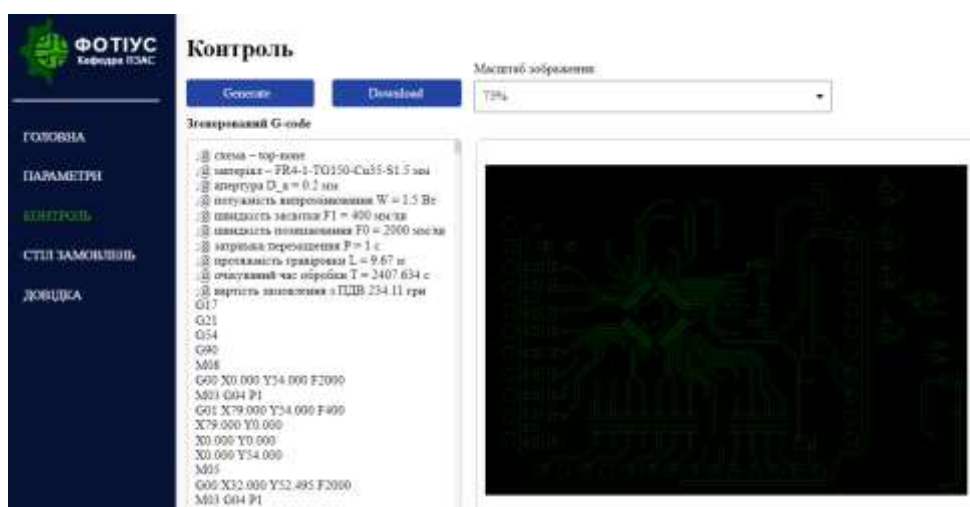 ФОТІУС
Кафедра ПЗАС
ГОЛОВНА
ПАРАМЕТРИ
КОНТРОЛЬ
СТІЛ ЗАМОВЛЕНЬ
ДОВІДКА
Контроль
Generate
Download
Масштаб зображення
75%
Згенерований G-code
схема – top-none
матеріал – FR4-1-TG150-Cu35-S1.5 мм
апертура D_a = 0.2 мм
потужність випромінювання W = 1.5 Вт
швидкість засвітки F1 = 400 мм/хв
швидкість позиціювання F0 = 2000 мм/хв
затримка переміщення P = 1 с
протяжність гравіровки L = 9.67 м
очікуваний час обробки T = 2407.634 с
вартість замовлення з ПДВ 234.11 грн
G17
G21
G54
G90
M08
G00 X0.000 Y54.000 F2000
M03 G04 P1
G01 X79.000 Y54.000 F400
X79.000 Y0.000
X0.000 Y0.000
X0.000 Y54.000
M05
G00 X32.000 Y52.495 F2000
M03 G04 P1